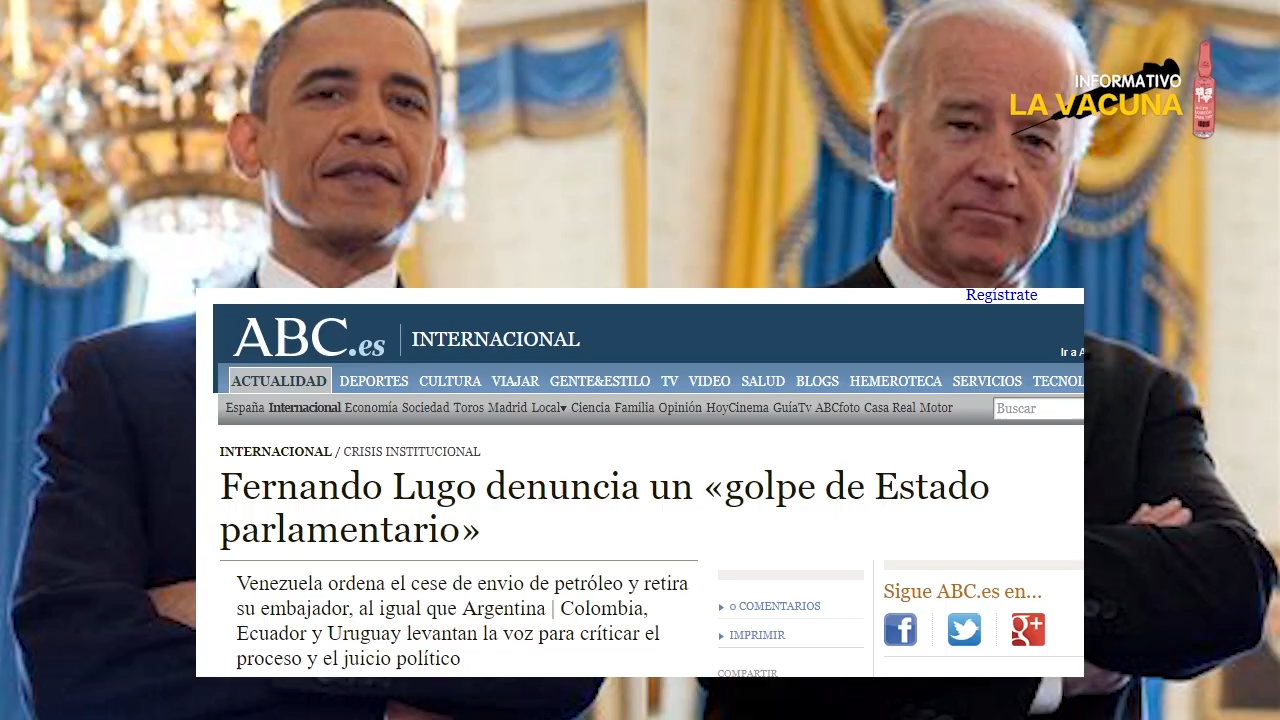 INFORMATIVO
LA VACUNA
Regístrate
ABC.es INTERNACIONAL
Ir a A
ACTUALIDAD DEPORTES CULTURA VIAJAR GENTE&ESTILO TV VIDEO SALUD BLOGS HEMEROTECA SERVICIOS TECNOL
España Internacional Economía Sociedad Toros Madrid Local▾ Ciencia Familia Opinión HoyCinema GuíaTv ABCfoto Casa Real Motor
Buscar
INTERNACIONAL / CRISIS INSTITUCIONAL
Fernando Lugo denuncia un «golpe de Estado
parlamentario»
Venezuela ordena el cese de envio de petróleo y retira
su embajador, al igual que Argentina | Colombia,
Ecuador y Uruguay levantan la voz para críticar el
proceso y el juicio político
0 COMENTARIOS
IMPRIMIR
COMPARTIR
Sigue ABC.es en...